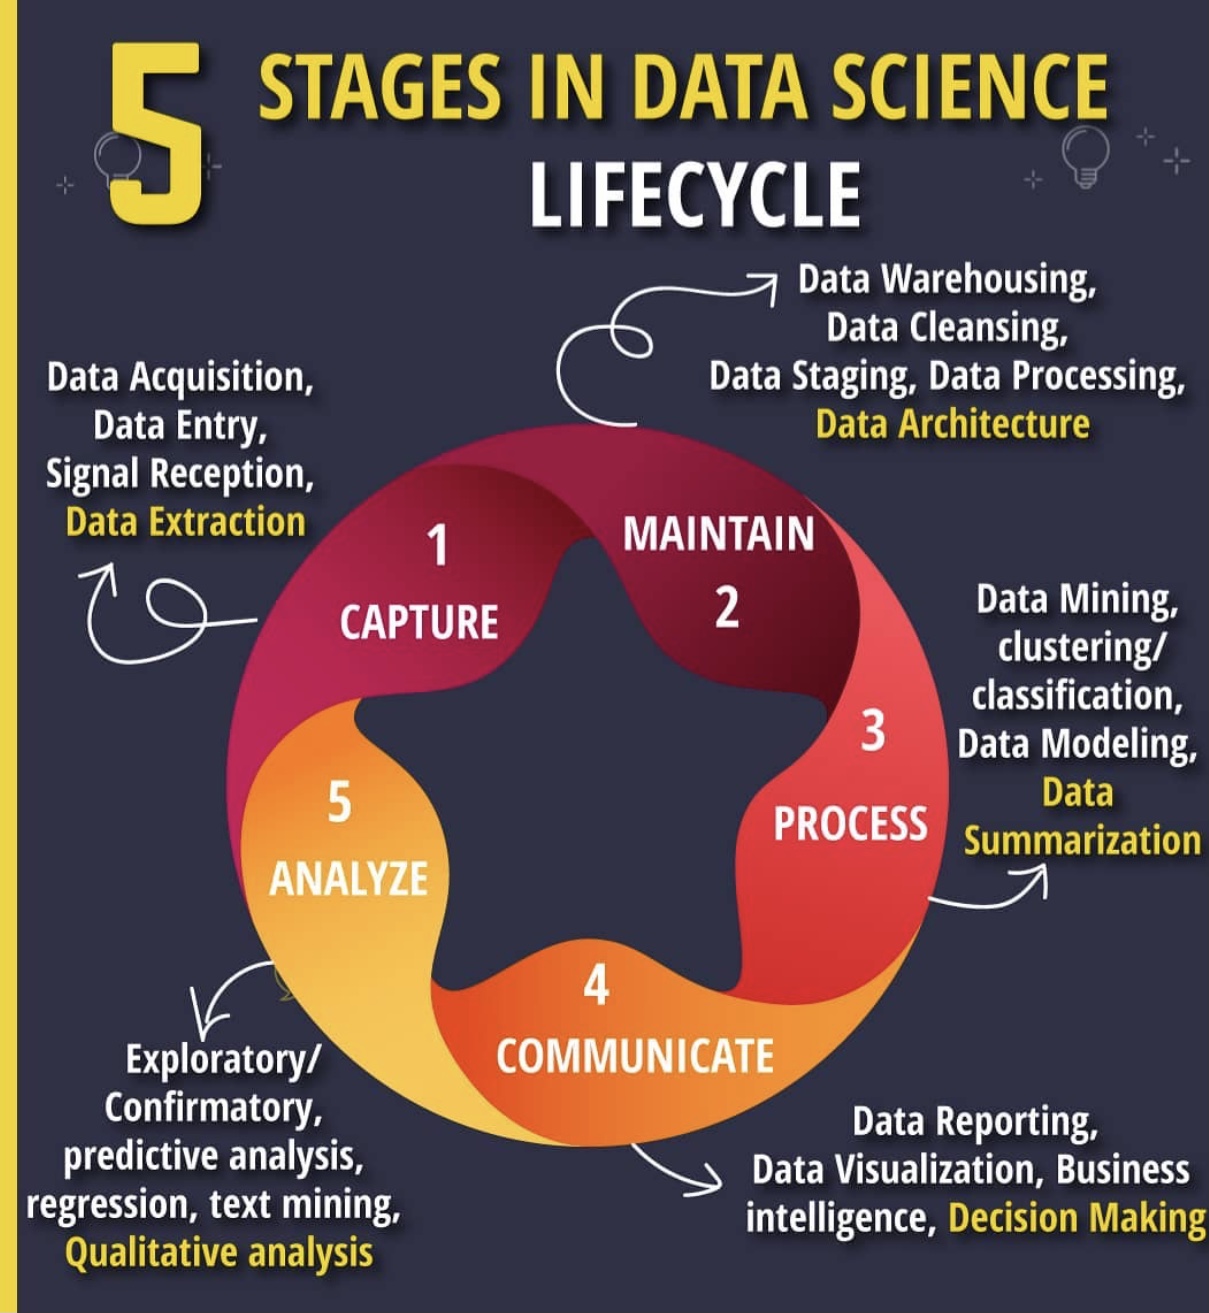 5 STAGES IN DATA SCIENCE
LIFECYCLE
Data Acquisition,
Data Entry,
Signal Reception,
Data Extraction
1
CAPTURE
Data Warehousing,
Data Cleansing,
Data Staging, Data Processing,
Data Architecture
MAINTAIN
2
Data Mining,
clustering/
classification,
Data Modeling,
Data
Summarization
3
PROCESS
4
COMMUNICATE
Data Reporting,
Data Visualization, Business
intelligence, Decision Making
5
ANALYZE
Exploratory/
Confirmatory,
predictive analysis,
regression, text mining,
Qualitative analysis